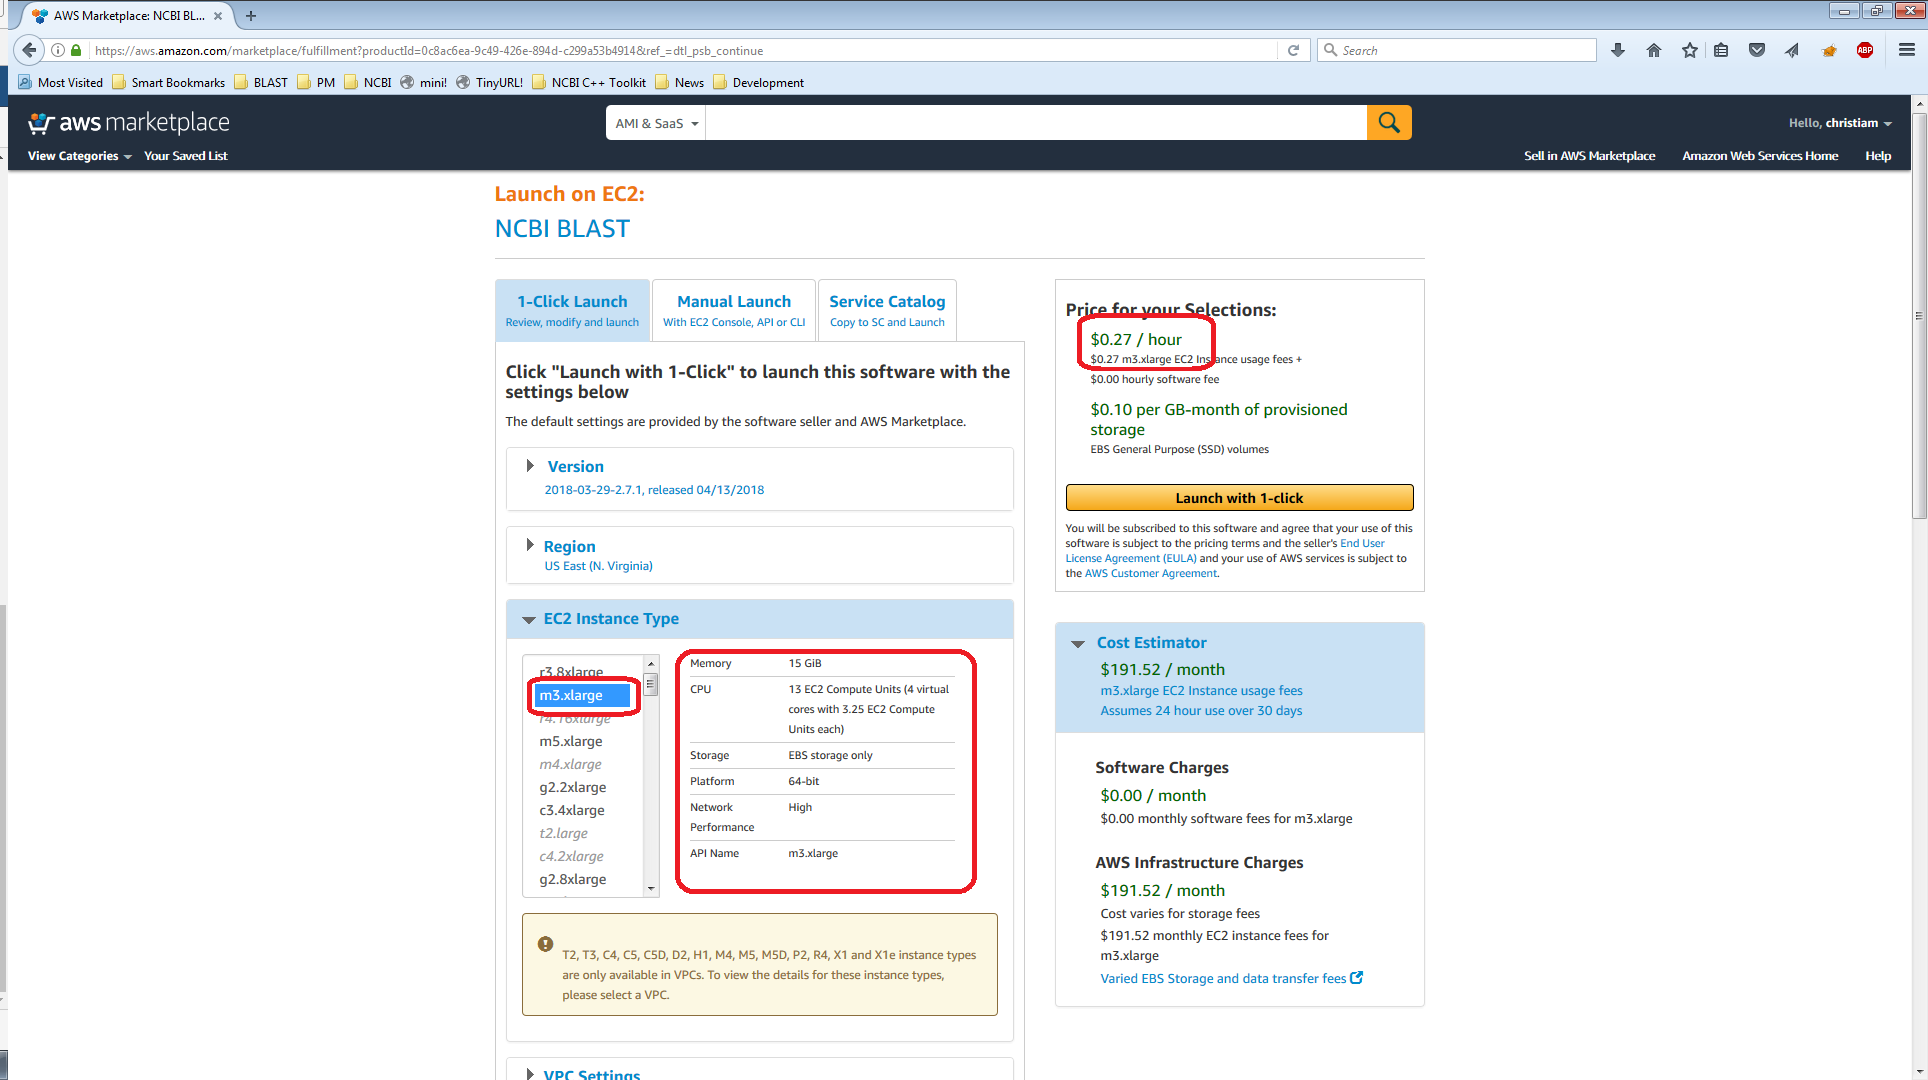 AWS Marketplace: NCBI BL...
https://aws.amazon.com/marketplace/fulfillment?productId=0c8ac6ea-9c49-426e-894d-c299a53b4914&ref_=dtl_psb_continue
Search
ABP
Most Visited
Smart Bookmarks
BLAST
PM
NCBI
mini!
TinyURL!
NCBI C++ Toolkit
News
Development
aws marketplace
AMI & SaaS
Hello, christiam
View Categories
Your Saved List
Sell in AWS Marketplace
Amazon Web Services Home
Help
Launch on EC2:
NCBI BLAST
1-Click Launch
Review, modify and launch
Manual Launch
With EC2 Console, API or CLI
Service Catalog
Copy to SC and Launch
Click "Launch with 1-Click" to launch this software with the
settings below
The default settings are provided by the software seller and AWS Marketplace.
Version
2018-03-29-2.7.1, released 04/13/2018
Region
US East (N. Virginia)
EC2 Instance Type
r3.8xlarge
m3.xlarge
r4.16xlarge
m5.xlarge
m4.xlarge
g2.2xlarge
c3.4xlarge
t2.large
c4.2xlarge
g2.8xlarge
Memory 15 GiB
CPU 13 EC2 Compute Units (4 virtual
cores with 3.25 EC2 Compute
Units each)
Storage EBS storage only
Platform 64-bit
Network High
Performance
API Name m3.xlarge
T2, T3, C4, C5, C5D, D2, H1, M4, M5, M5D, P2, R4, X1 and X1e instance types
are only available in VPCs. To view the details for these instance types,
please select a VPC.
VPC Settings
Price for your Selections:
$0.27 / hour
$0.27 m3.xlarge EC2 Instance usage fees +
$0.00 hourly software fee
$0.10 per GB-month of provisioned
storage
EBS General Purpose (SSD) volumes
Launch with 1-click
You will be subscribed to this software and agree that your use of this
software is subject to the pricing terms and the seller's End User
License Agreement (EULA) and your use of AWS services is subject to
the AWS Customer Agreement.
Cost Estimator
$191.52 / month
m3.xlarge EC2 Instance usage fees
Assumes 24 hour use over 30 days
Software Charges
$0.00 / month
$0.00 monthly software fees for m3.xlarge
AWS Infrastructure Charges
$191.52 / month
Cost varies for storage fees
$191.52 monthly EC2 instance fees for
m3.xlarge
Varied EBS Storage and data transfer fees